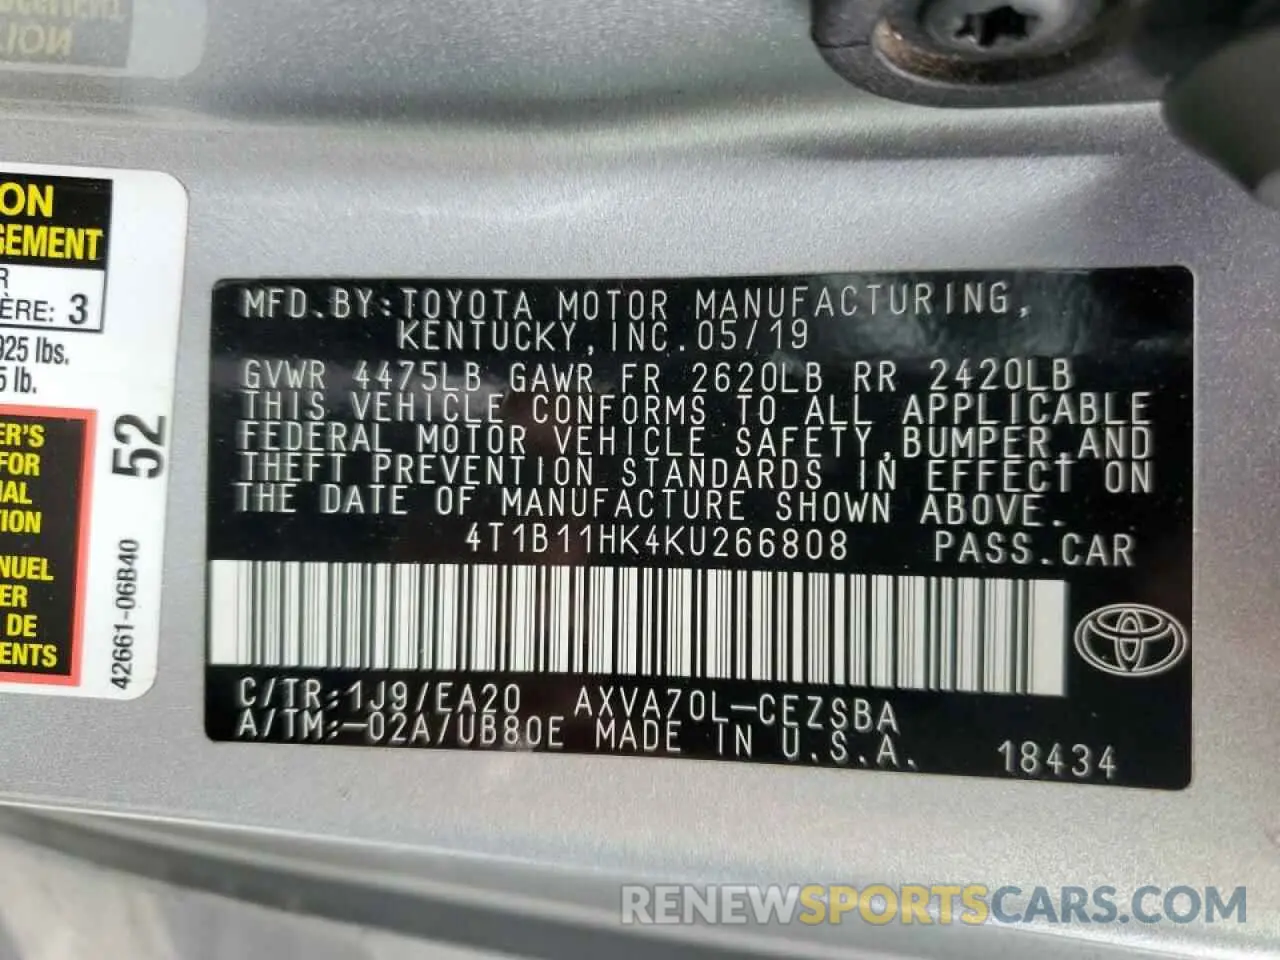 ON
GEMENT
R
ÈRE: 3
925 lbs.
5 lb.
ER'S
FOR
IAL
TION
NUEL
ER
DE
ENTS
52
42661-06B40
MFD.BY:TOYOTA MOTOR MANUFACTURING,
KENTUCKY,INC.05/19
GVWR 4475LB GAWR FR 2620LB RR 2420LB
THIS VEHICLE CONFORMS TO ALL APPLICABLE
FEDERAL MOTOR VEHICLE SAFETY,BUMPER,AND
THEFT PREVENTION STANDARDS IN EFFECT ON
THE DATE OF MANUFACTURE SHOWN ABOVE.
4T1B11HK4KU266808 PASS.CAR
C/TR:1J9/EA20 AXVA70L-CEZSBA
A/TM:-02A/UB80E MADE IN U.S.A.
18434
RENEWSPORTSCARS.COM